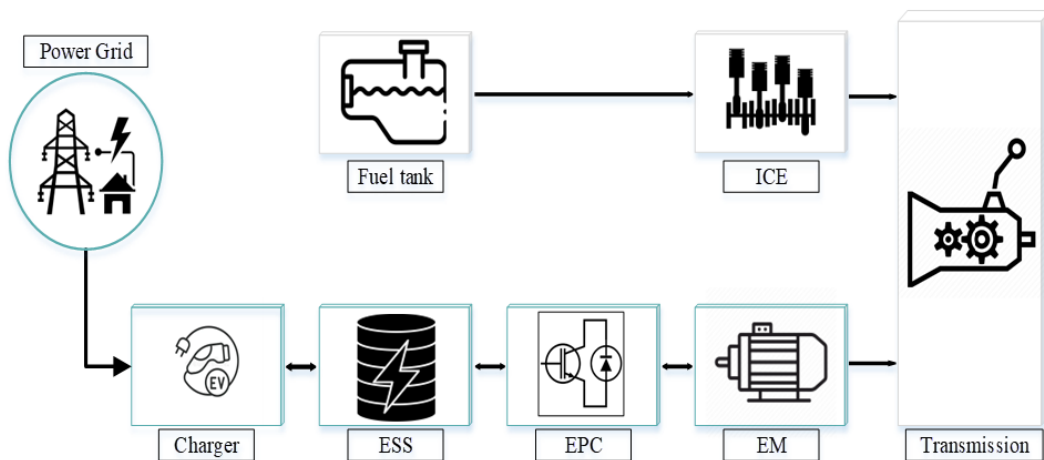 Power Grid
Fuel tank
ICE
EV
Charger
ESS
EPC
EM
Transmission